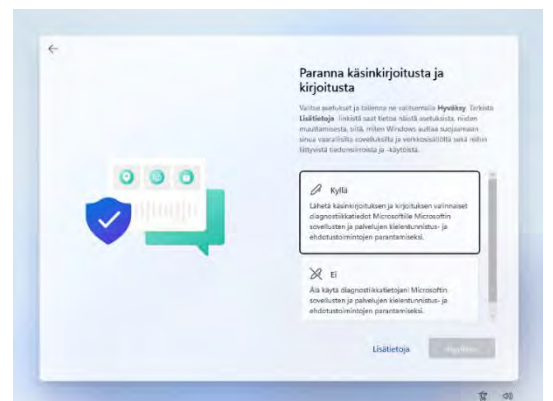 Paranna käsinkirjoitusta ja
kirjoitusta
Valitse asetukset ja tallenna ne valitsemalla Hyväksy. Tarkista
Lisätietoja -linkistä saat tietoa näistä asetuksista, niiden
muuttamisesta, siitä, miten Windows auttaa suojaamaan
sinua vaarallisilta sovelluksilta ja verkkosisällöltä sekä niihin
liittyvistä tiedonsiirroista ja -käytöistä.
Kyllä
Lähetä käsinkirjoituksen ja kirjoituksen valinnaiset
diagnostiikkatiedot Microsoftille Microsoftin
sovellusten ja palvelujen kielentunnistus- ja
ehdotustoimintojen parantamiseksi.
Ei
Älä käytä diagnostiikkatietojani Microsoftin
sovellusten ja palvelujen kielentunnistus- ja
ehdotustoimintojen parantamiseksi.
Lisätietoja